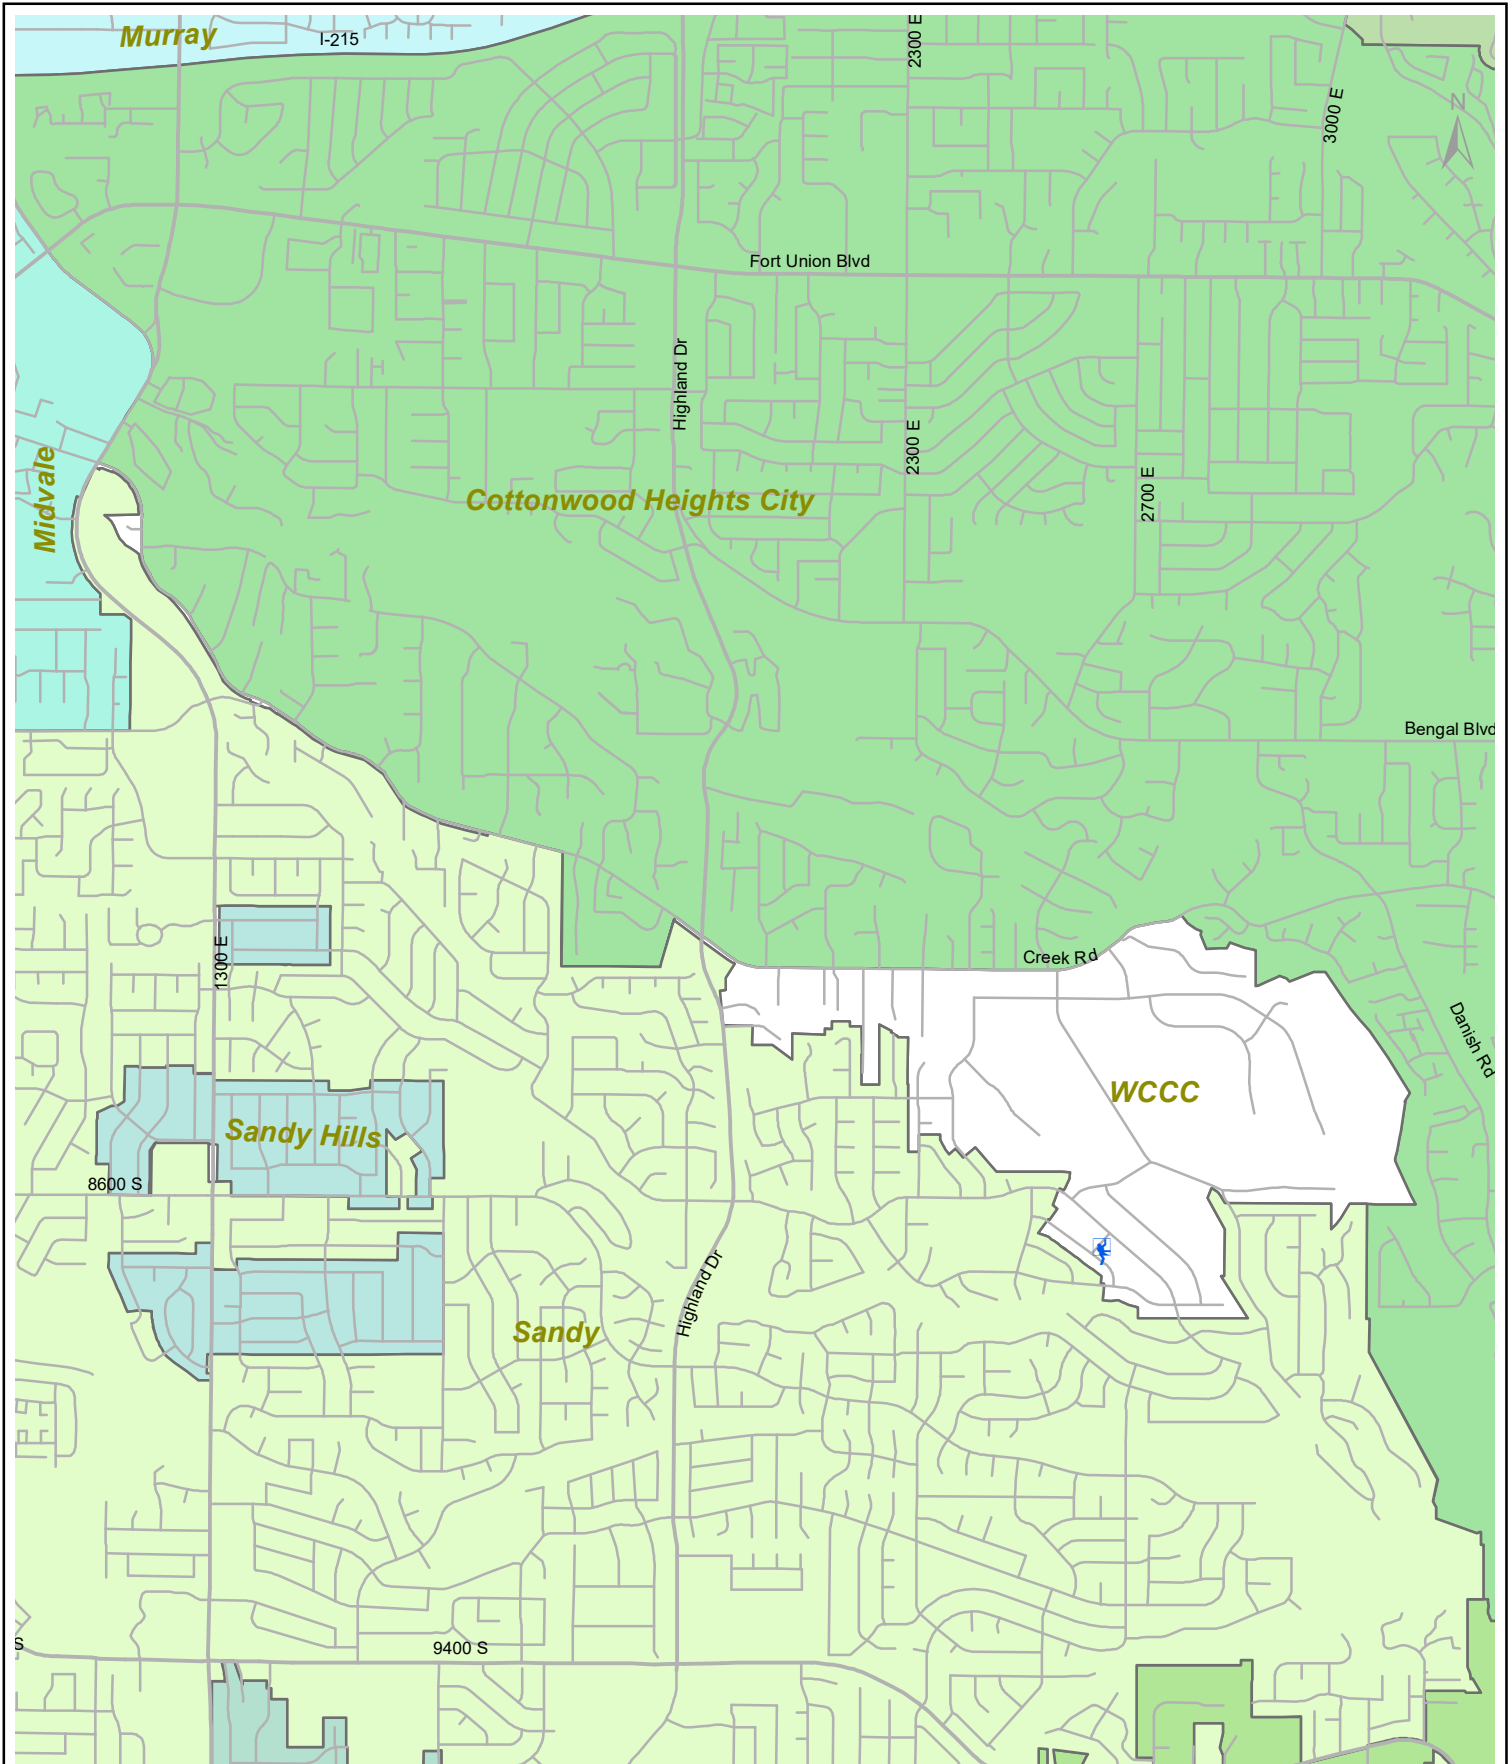 Murray
I-215
2300 E
3000 E
N
Fort Union Blvd
Highland Dr
2300 E
2700 E
Midvale
Cottonwood Heights City
Bengal Blvd
1300 E
Creek Rd
Danish Rd
WCCC
Sandy Hills
8600 S
Highland Dr
Sandy
S
9400 S